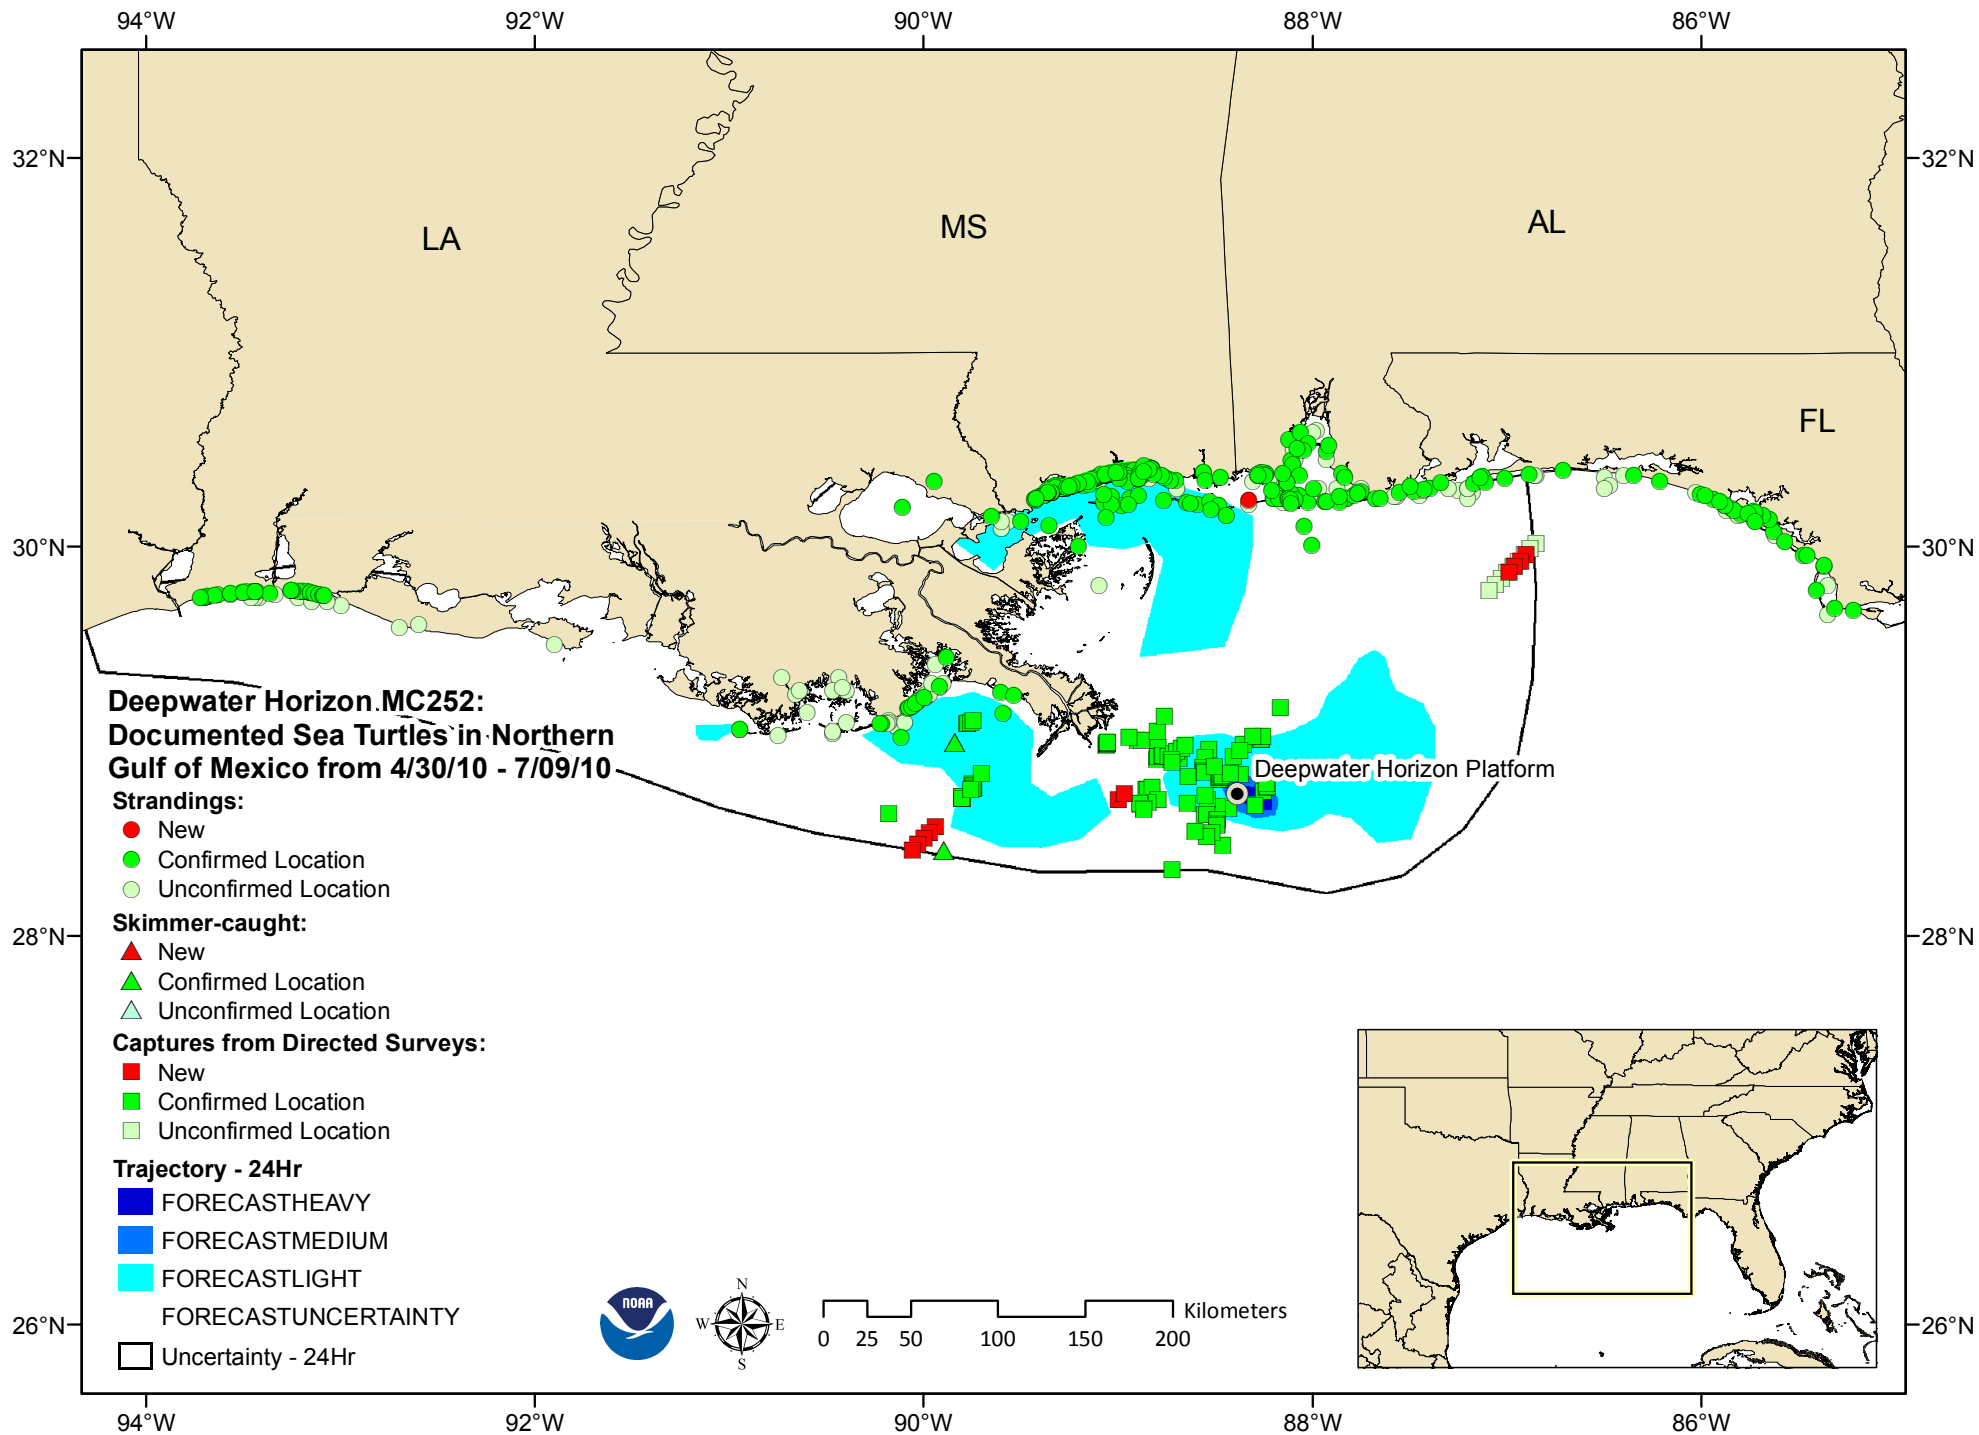 94°W 92°W 90°W 88°W 86°W
32°N 32°N
LA MS AL
FL
30°N 30°N
Deepwater Horizon MC252:
Documented Sea Turtles in Northern
Gulf of Mexico from 4/30/10 - 7/09/10
Deepwater Horizon Platform
Strandings:
New
Confirmed Location
Unconfirmed Location
Skimmer-caught:
28°N 28°N
New
Confirmed Location
Unconfirmed Location
Captures from Directed Surveys:
New
Confirmed Location
Unconfirmed Location
Trajectory - 24Hr
FORECASTHEAVY
FORECASTMEDIUM
FORECASTLIGHT
FORECASTUNCERTAINTY
Uncertainty - 24Hr
NOAA
N
W E
S
Kilometers
0 25 50 100 150 200
26°N 26°N
94°W 92°W 90°W 88°W 86°W